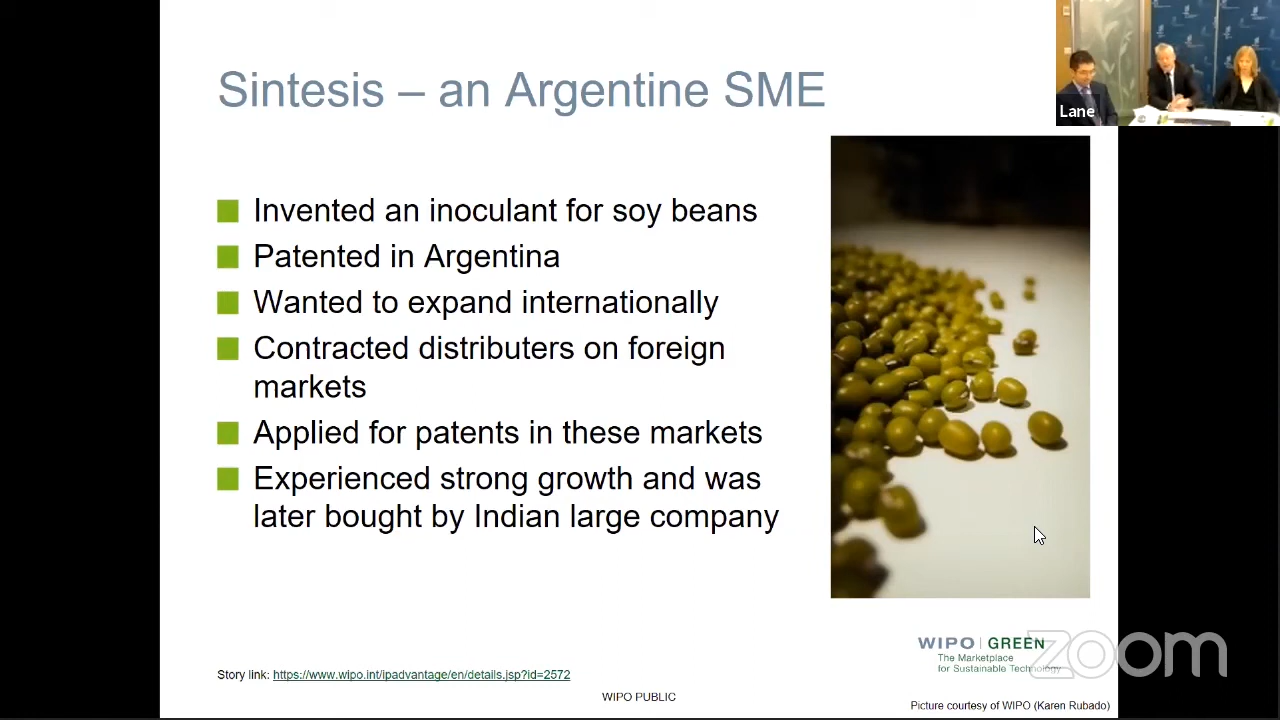 Sintesis – an Argentine SME
Lane
Invented an inoculant for soy beans
Patented in Argentina
Wanted to expand internationally
Contracted distributers on foreign
markets
Applied for patents in these markets
Experienced strong growth and was
later bought by Indian large company
WIPO | GREEN
The Marketplace
for Sustainable Technology
zoom
Story link: https://www.wipo.int/ipadvantage/en/details.jsp?id=2572
WIPO PUBLIC
Picture courtesy of WIPO (Karen Rubado)